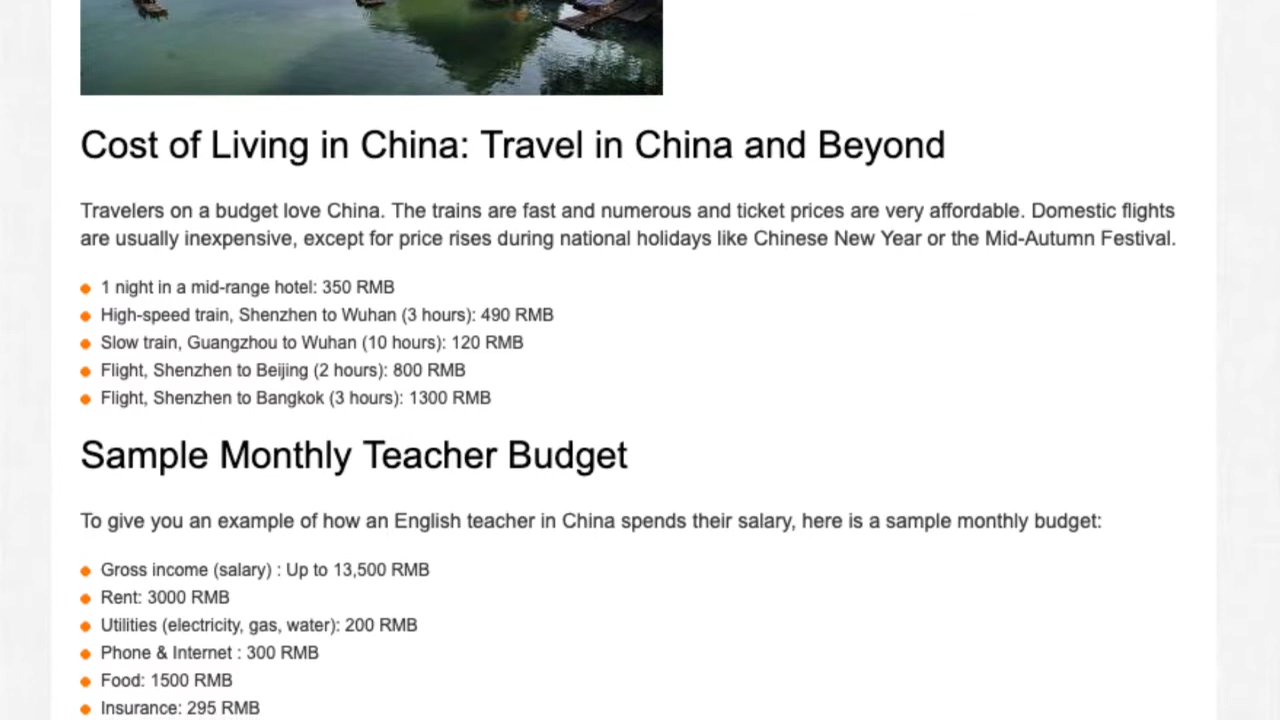 Cost of Living in China: Travel in China and Beyond
Travelers on a budget love China. The trains are fast and numerous and ticket prices are very affordable. Domestic flights
are usually inexpensive, except for price rises during national holidays like Chinese New Year or the Mid-Autumn Festival.
1 night in a mid-range hotel: 350 RMB
High-speed train, Shenzhen to Wuhan (3 hours): 490 RMB
Slow train, Guangzhou to Wuhan (10 hours): 120 RMB
Flight, Shenzhen to Beijing (2 hours): 800 RMB
Flight, Shenzhen to Bangkok (3 hours): 1300 RMB
Sample Monthly Teacher Budget
To give you an example of how an English teacher in China spends their salary, here is a sample monthly budget:
Gross income (salary) : Up to 13,500 RMB
Rent: 3000 RMB
Utilities (electricity, gas, water): 200 RMB
Phone & Internet : 300 RMB
Food: 1500 RMB
Insurance: 295 RMB